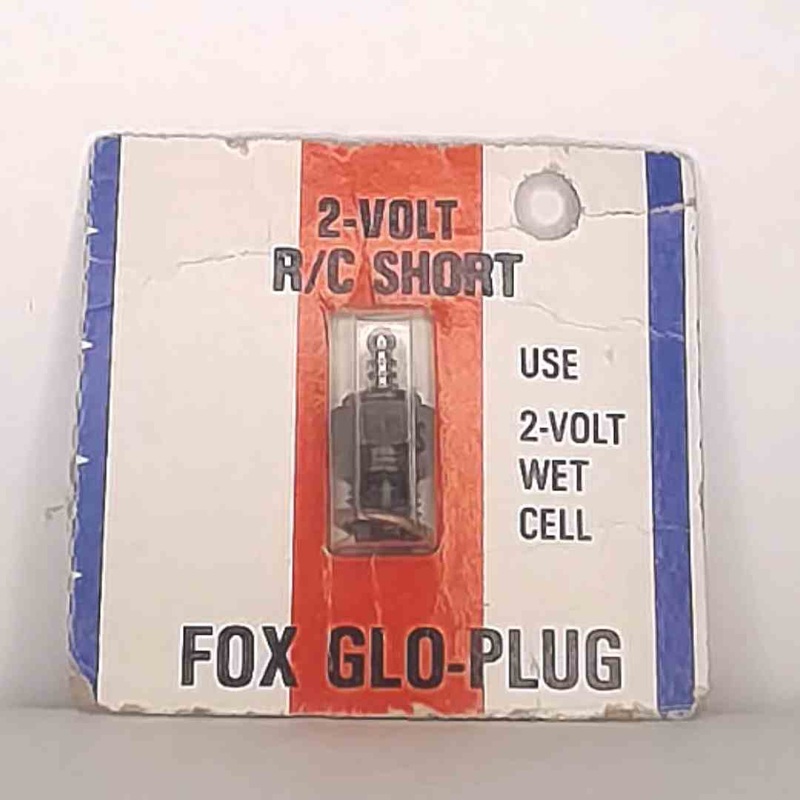 2-VOLT
R/C SHORT
USE
2-VOLT
WET
CELL
FOX GLO-PLUG